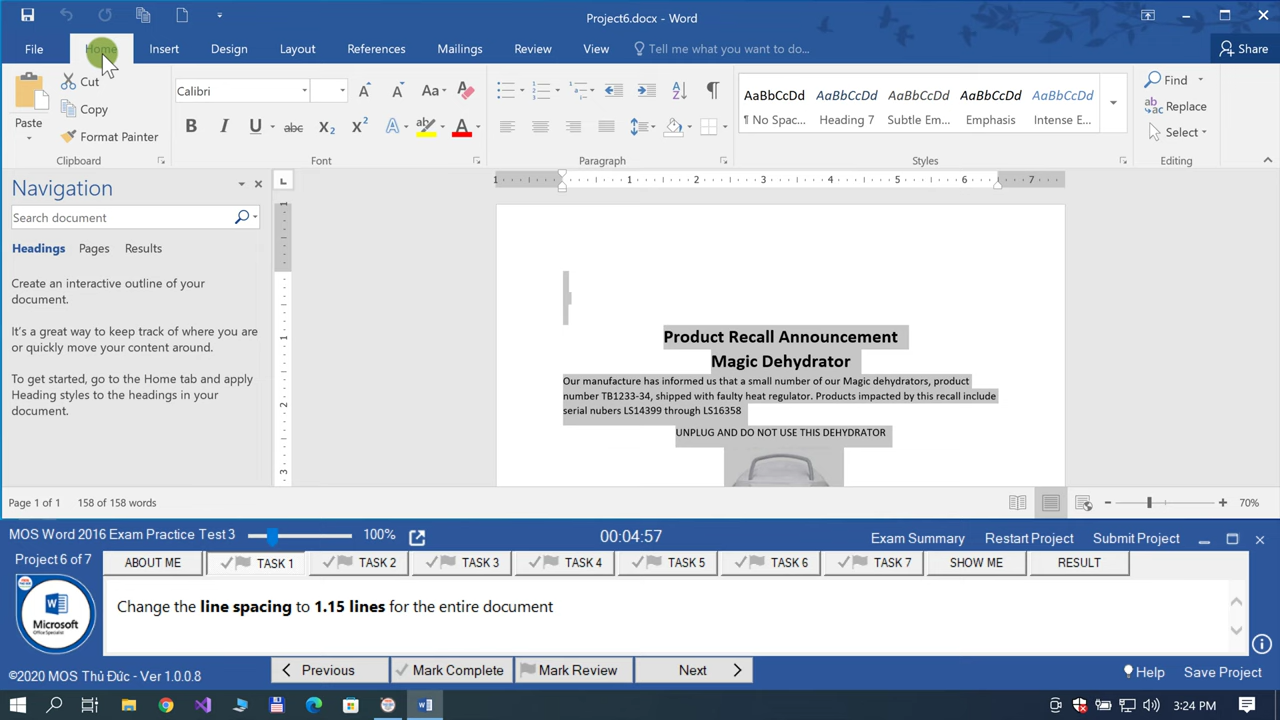 Project6.docx - Word
File
Home
Insert
Design
Layout
References
Mailings
Review
View
Tell me what you want to do...
Share
Paste
Cut
Copy
Format Painter
Clipboard
Calibri
Font
Paragraph
AaBbCcDd
AaBbCcDd
AaBbCcDd
AaBbCcDd
AaBbCcDd
¶ No Spac...
Heading 7
Subtle Em...
Emphasis
Intense E...
Styles
Find
Replace
Select
Editing
Navigation
Search document
Headings
Pages
Results
Create an interactive outline of your
document.
It's a great way to keep track of where you are
or quickly move your content around.
To get started, go to the Home tab and apply
Heading styles to the headings in your
document.
1 1 2 3 4 5 6 7
Product Recall Announcement
Magic Dehydrator
Our manufacture has informed us that a small number of our Magic dehydrators, product
number TB1233-34, shipped with faulty heat regulator. Products impacted by this recall include
serial nubers LS14399 through LS16358
UNPLUG AND DO NOT USE THIS DEHYDRATOR
Page 1 of 1
158 of 158 words
70%
MOS Word 2016 Exam Practice Test 3
100%
00:04:57
Exam Summary
Restart Project
Submit Project
Project 6 of 7
ABOUT ME
TASK 1
TASK 2
TASK 3
TASK 4
TASK 5
TASK 6
TASK 7
SHOW ME
RESULT
Microsoft
Office Specialist
Change the line spacing to 1.15 lines for the entire document
©2020 MOS Thủ Đức - Ver 1.0.0.8
Previous
Mark Complete
Mark Review
Next
Help
Save Project
3:24 PM